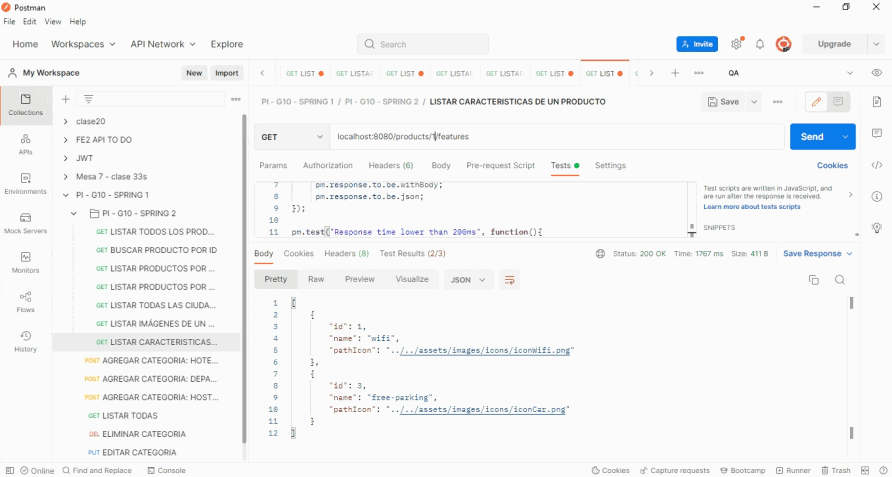 Postman
File Edit View Help
Home Workspaces API Network Explore Search Invite Upgrade
My Workspace New Import GET LIST GET LISTAF GET LIST GET LISTAF GET LISTAF GET LIST GET LIST QA
Collections
APIs
Environments
Mock Servers
Monitors
Flows
History
clase20
FE2 API TO DO
JWT
Mesa 7 - clase 33s
PI - G10 - SPRING 1
PI - G10 - SPRING 2
GET LISTAR TODOS LOS PROD...
GET BUSCAR PRODUCTO POR ID
GET LISTAR PRODUCTOS POR ...
GET LISTAR PRODUCTOS POR ...
GET LISTAR TODAS LAS CIUDA...
GET LISTAR IMÁGENES DE UN ...
GET LISTAR CARACTERISTICAS...
POST AGREGAR CATEGORIA: HOTE...
POST AGREGAR CATEGORIA: DEPA...
POST AGREGAR CATEGORIA: HOST...
GET LISTAR TODAS
DEL ELIMINAR CATEGORIA
PUT EDITAR CATEGORIA
PI - G10 - SPRING 1 / PI - G10 - SPRING 2 / LISTAR CARACTERISTICAS DE UN PRODUCTO Save
GET localhost:8080/products/1/features Send
Params Authorization Headers (6) Body Pre-request Script Tests Settings Cookies
7 pm.response.to.be.withBody;
8 pm.response.to.be.json;
9 });
10
11 pm.test("Response time lower than 200ms", function(){
Test scripts are written in JavaScript, and
are run after the response is received.
Learn more about tests scripts
SNIPPETS
Body Cookies Headers (8) Test Results (2/3) Status: 200 OK Time: 1767 ms Size: 411 B Save Response
Pretty Raw Preview Visualize JSON
1 [
2 {
3 "id": 1,
4 "name": "wifi",
5 "pathIcon": "../../assets/images/icons/iconWifi.png"
6 },
7 {
8 "id": 3,
9 "name": "free-parking",
10 "pathIcon": "../../assets/images/icons/iconCar.png"
11 }
12 ]
Online Find and Replace Console Cookies Capture requests Bootcamp Runner Trash